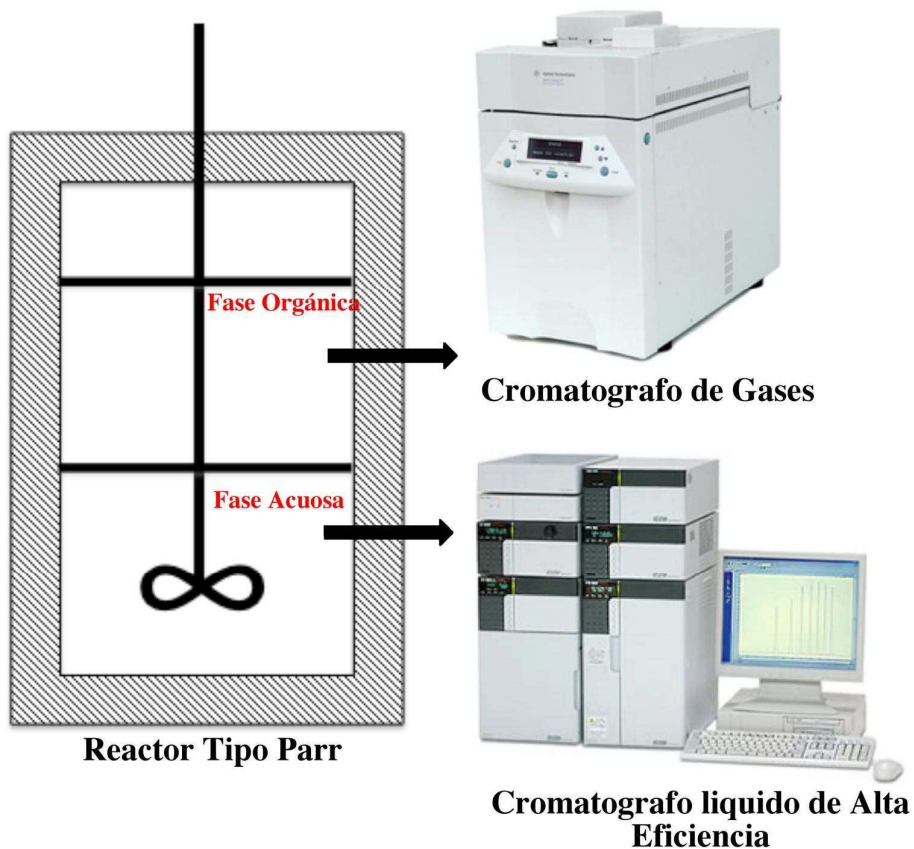 Fase Orgánica
Cromatografo de Gases
Fase Acuosa
Reactor Tipo Parr
Cromatografo liquido de Alta
Eficiencia